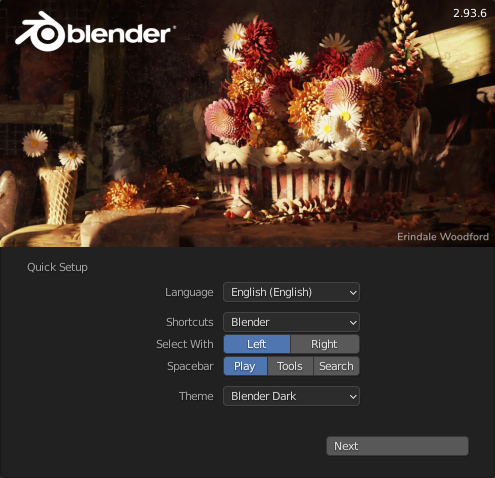 2.93.6
blender
Erindale Woodford
Quick Setup
Language English (English)
Shortcuts Blender
Select With Left Right
Spacebar Play Tools Search
Theme Blender Dark
Next